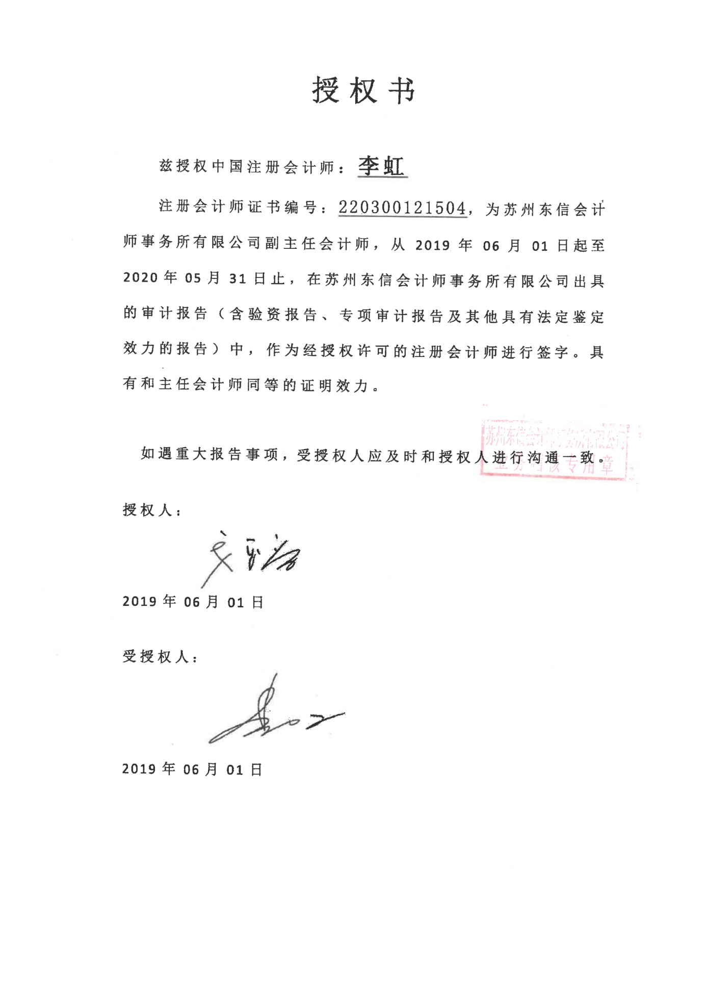 授权书
兹授权中国注册会计师：李虹
注册会计师证书编号：220300121504，为苏州东信会计
师事务所有限公司副主任会计师，从 2019 年 06 月 01 日起至
2020 年 05 月 31 日止，在苏州东信会计师事务所有限公司出具
的审计报告（含验资报告、专项审计报告及其他具有法定鉴定
效力的报告）中，作为经授权许可的注册会计师进行签字。具
有和主任会计师同等的证明效力。
苏州东信会计师事务所有限公司
业务 核专用章
如遇重大报告事项，受授权人应及时和授权人进行沟通一致。
授权人：
2019 年 06 月 01 日
受授权人：
2019 年 06 月 01 日